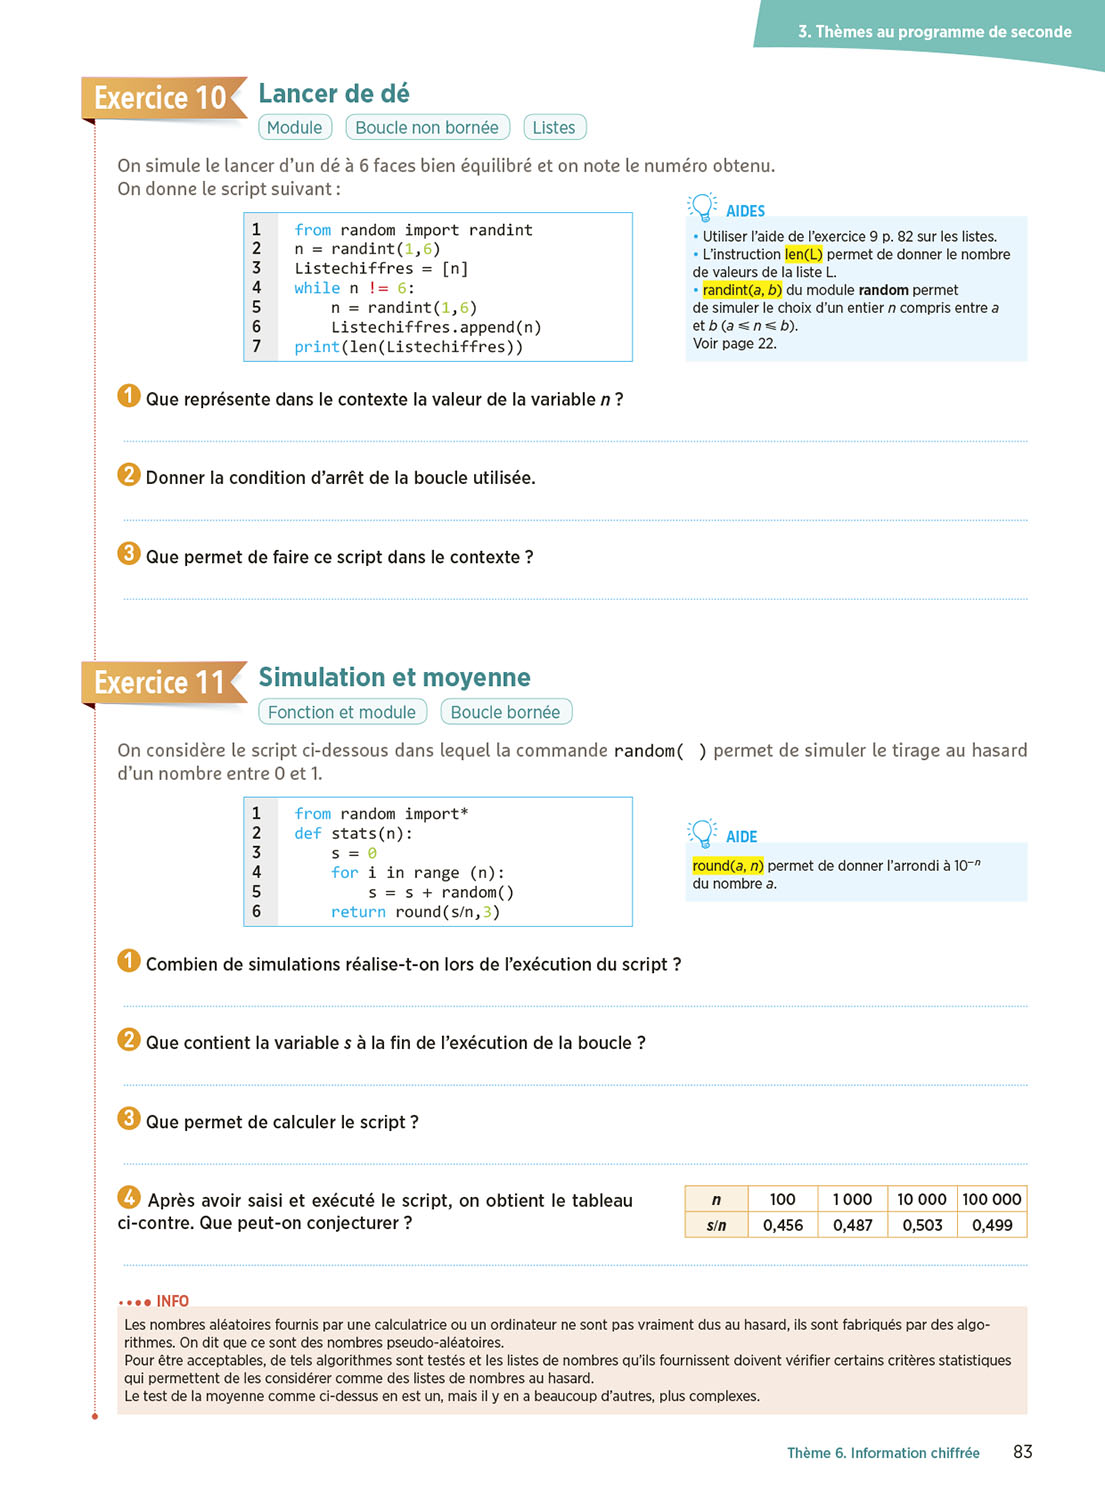 3. Thèmes au programme de seconde
Exercice 10
Lancer de dé
Module
Boucle non bornée
Listes
On simule le lancer d'un dé à 6 faces bien équilibré et on note le numéro obtenu.
On donne le script suivant :
1 from random import randint
2 n = randint(1,6)
3 Listechiffres = [n]
4 while n != 6:
5     n = randint(1,6)
6     Listechiffres.append(n)
7 print(len(Listechiffres))
AIDES
• Utiliser l'aide de l'exercice 9 p. 82 sur les listes.
• L'instruction len(L) permet de donner le nombre
de valeurs de la liste L.
• randint(a, b) du module random permet
de simuler le choix d'un entier n compris entre a
et b (a ⩽ n ⩽ b).
Voir page 22.
1 Que représente dans le contexte la valeur de la variable n ?
2 Donner la condition d'arrêt de la boucle utilisée.
3 Que permet de faire ce script dans le contexte ?
Exercice 11
Simulation et moyenne
Fonction et module
Boucle bornée
On considère le script ci-dessous dans lequel la commande random( ) permet de simuler le tirage au hasard
d'un nombre entre 0 et 1.
1 from random import*
2 def stats(n):
3     s = 0
4     for i in range (n):
5         s = s + random()
6     return round(s/n,3)
AIDE
round(a, n) permet de donner l'arrondi à 10⁻ⁿ
du nombre a.
1 Combien de simulations réalise-t-on lors de l'exécution du script ?
2 Que contient la variable s à la fin de l'exécution de la boucle ?
3 Que permet de calculer le script ?
4 Après avoir saisi et exécuté le script, on obtient le tableau
ci-contre. Que peut-on conjecturer ?
n 100 1 000 10 000 100 000
s/n 0,456 0,487 0,503 0,499
INFO
Les nombres aléatoires fournis par une calculatrice ou un ordinateur ne sont pas vraiment dus au hasard, ils sont fabriqués par des algo-
rithmes. On dit que ce sont des nombres pseudo-aléatoires.
Pour être acceptables, de tels algorithmes sont testés et les listes de nombres qu'ils fournissent doivent vérifier certains critères statistiques
qui permettent de les considérer comme des listes de nombres au hasard.
Le test de la moyenne comme ci-dessus en est un, mais il y en a beaucoup d'autres, plus complexes.
Thème 6. Information chiffrée 83